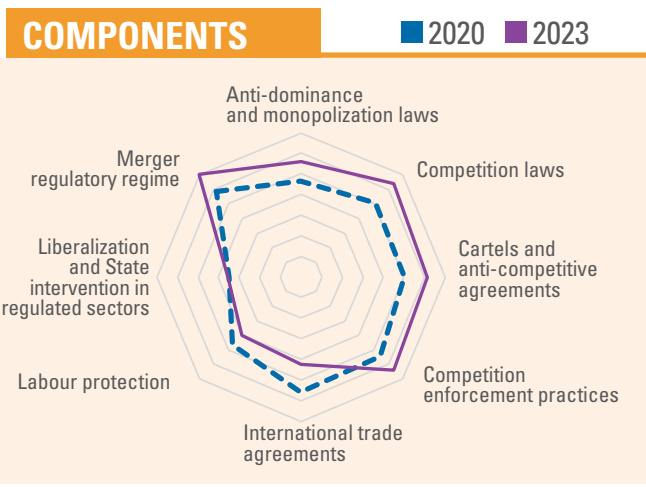 COMPONENTS
2020 2023
Anti-dominance
and monopolization laws
Merger
regulatory regime
Competition laws
Liberalization
and State
intervention in
regulated sectors
Cartels and
anti-competitive
agreements
Labour protection
Competition
enforcement practices
International trade
agreements